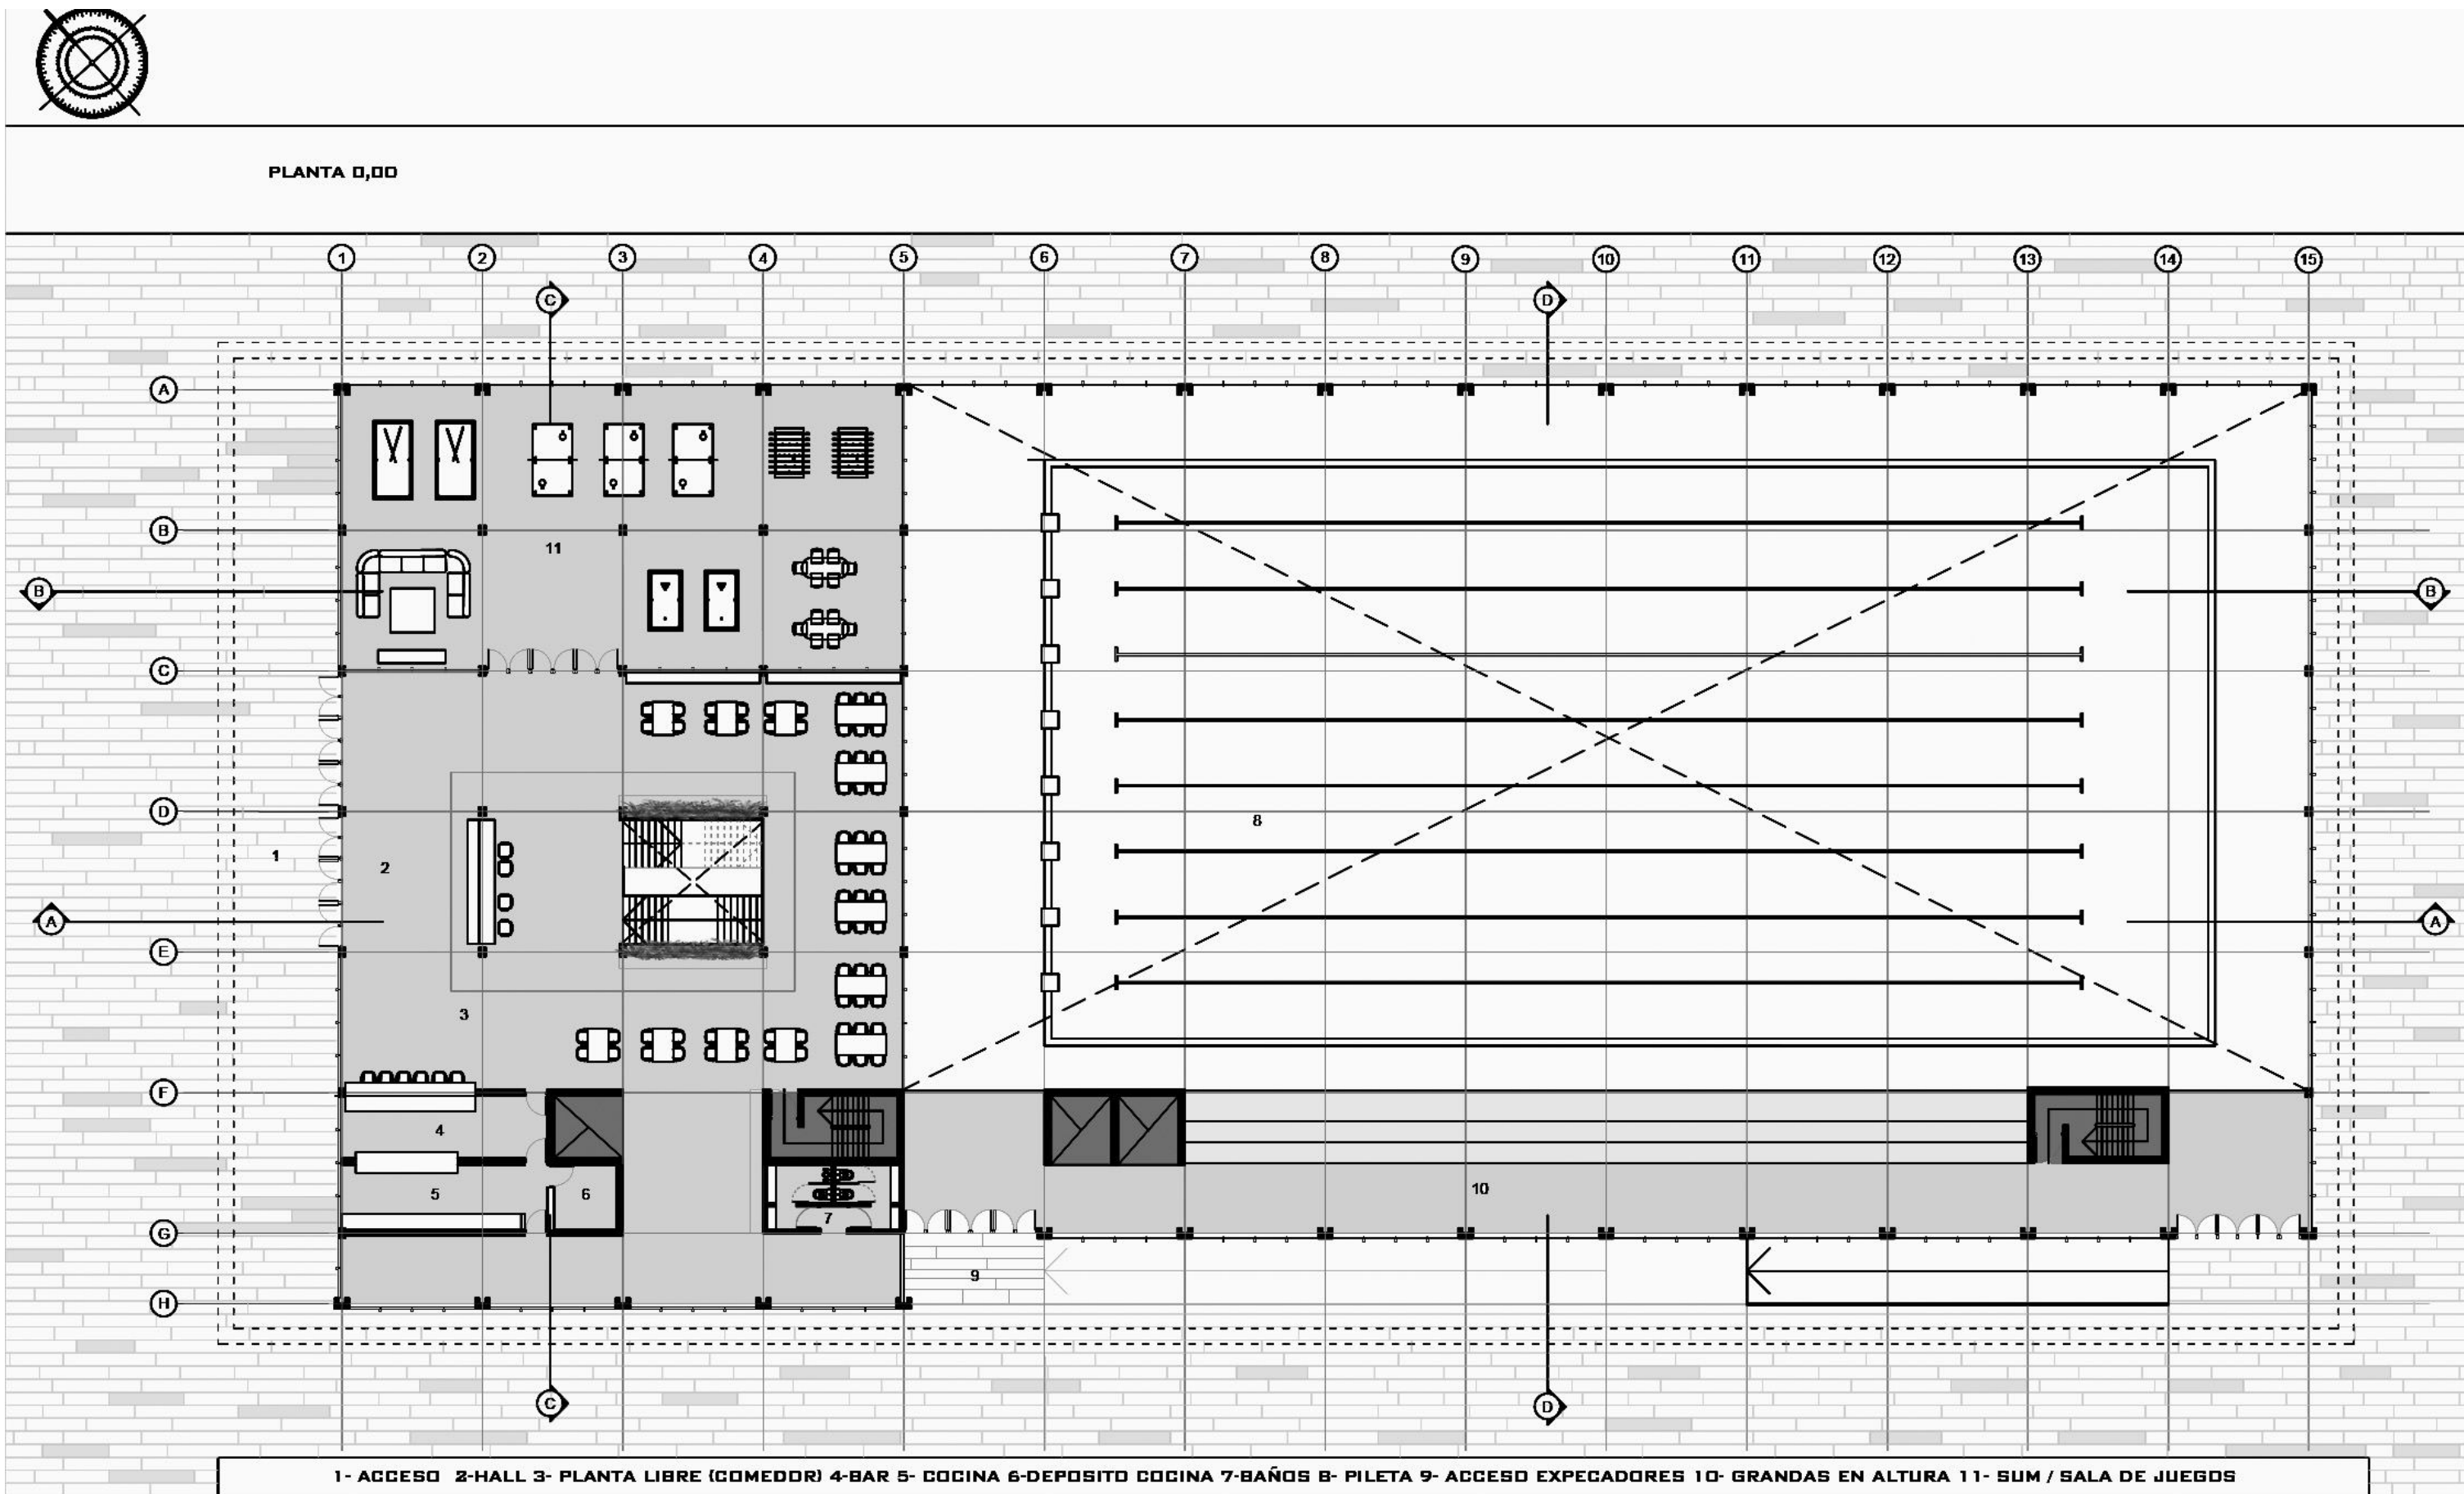 PLANTA 0,00
1 2 3 4 5 6 7 8 9 10 11 12 13 14 15
C D
A
B
11
B B
C
D
8
1 2
A A
E
3
F
4
5 6 10
7
G
9
H
C D
1- ACCESO 2-HALL 3- PLANTA LIBRE (COMEDOR) 4-BAR 5- COCINA 6-DEPOSITO COCINA 7-BAÑOS 8- PILETA 9- ACCESO EXPECADORES 10- GRANDAS EN ALTURA 11- SUM / SALA DE JUEGOS